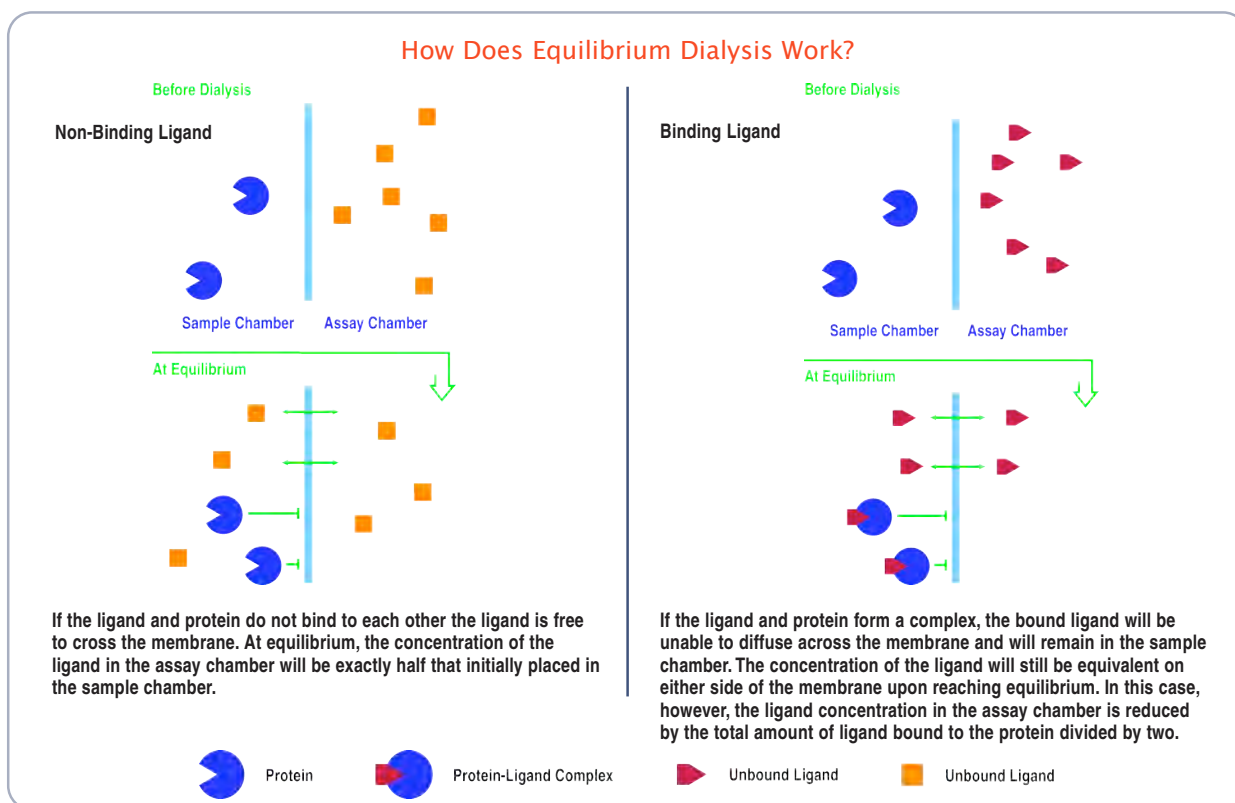 How Does Equilibrium Dialysis Work?
Before Dialysis
Non-Binding Ligand
Sample Chamber
Assay Chamber
At Equilibrium
If the ligand and protein do not bind to each other the ligand is free
to cross the membrane. At equilibrium, the concentration of the
ligand in the assay chamber will be exactly half that initially placed in
the sample chamber.
Before Dialysis
Binding Ligand
Sample Chamber
Assay Chamber
At Equilibrium
If the ligand and protein form a complex, the bound ligand will be
unable to diffuse across the membrane and will remain in the sample
chamber. The concentration of the ligand will still be equivalent on
either side of the membrane upon reaching equilibrium. In this case,
however, the ligand concentration in the assay chamber is reduced
by the total amount of ligand bound to the protein divided by two.
Protein
Protein-Ligand Complex
Unbound Ligand
Unbound Ligand